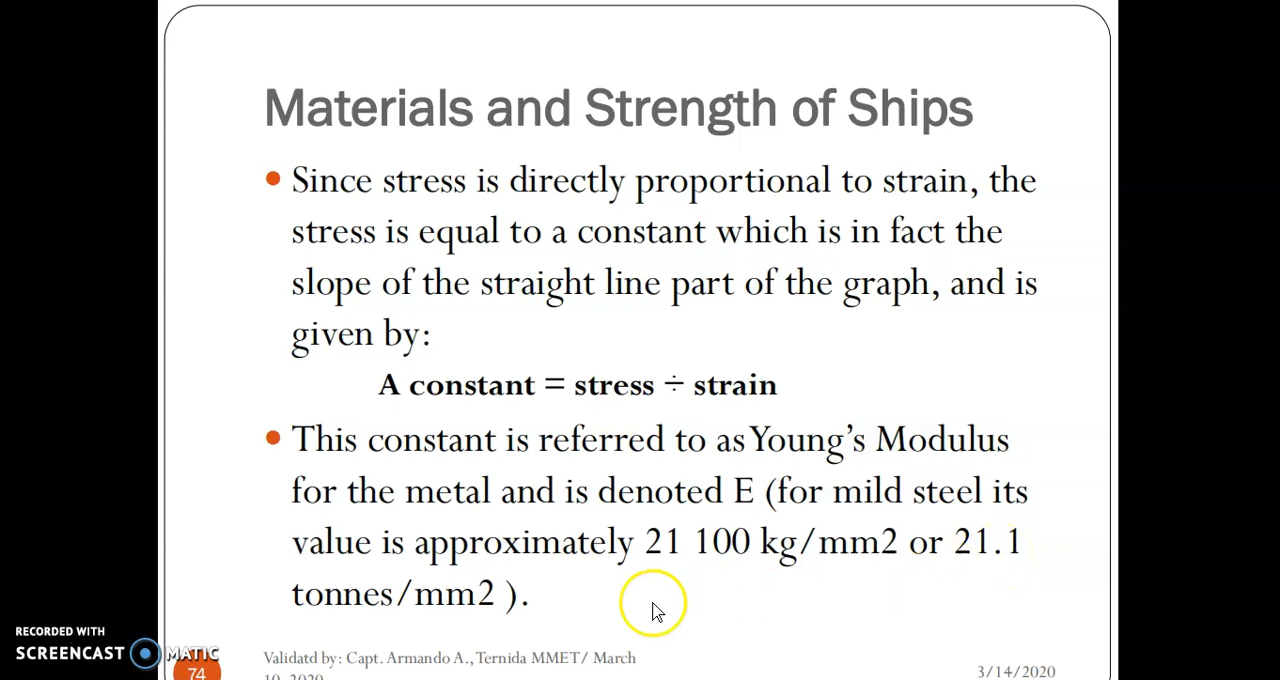 Materials and Strength of Ships
• Since stress is directly proportional to strain, the
stress is equal to a constant which is in fact the
slope of the straight line part of the graph, and is
given by:
A constant = stress ÷ strain
• This constant is referred to as Young’s Modulus
for the metal and is denoted E (for mild steel its
value is approximately 21 100 kg/mm2 or 21.1
tonnes/mm2 ).
RECORDED WITH
SCREENCAST MATIC
74
Validatd by: Capt. Armando A., Ternida MMET/ March
10, 2020
3/14/2020